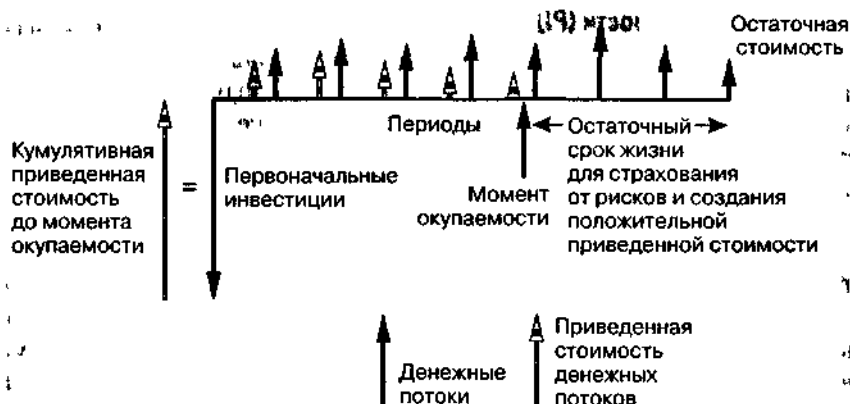 Остаточная
стоимость
Периоды
Остаточный
срок жизни
для страхования
от рисков и создания
положительной
приведенной стоимости
Кумулятивная
приведенная
стоимость
до момента
окупаемости
=
Первоначальные
инвестиции
Момент
окупаемости
Денежные
потоки
Приведенная
стоимость
денежных
потоков